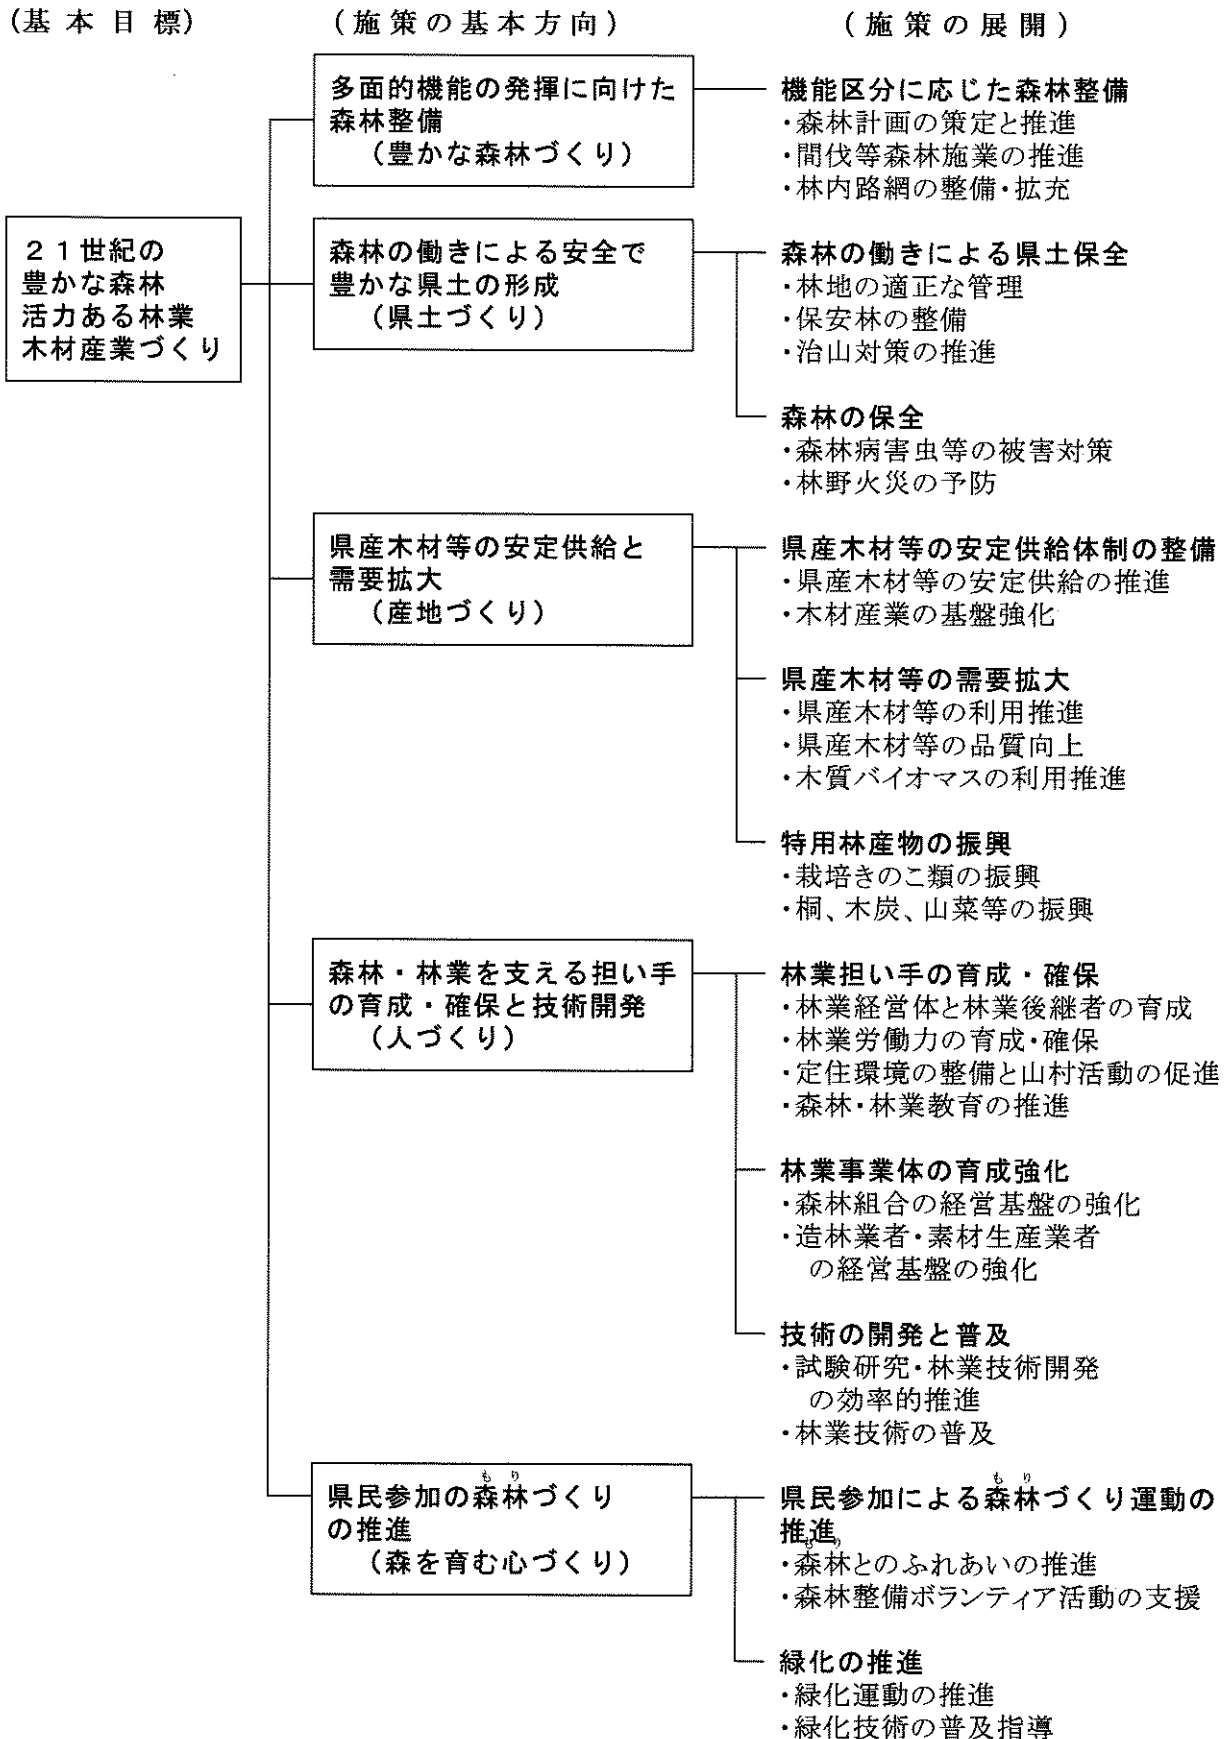 (基本目標)
(施策の基本方向)
(施策の展開)
21世紀の
豊かな森林
活力ある林業
木材産業づくり
多面的機能の発揮に向けた
森林整備
(豊かな森林づくり)
機能区分に応じた森林整備
・森林計画の策定と推進
・間伐等森林施業の推進
・林内路網の整備・拡充
森林の働きによる安全で
豊かな県土の形成
(県土づくり)
森林の働きによる県土保全
・林地の適正な管理
・保安林の整備
・治山対策の推進
森林の保全
・森林病害虫等の被害対策
・林野火災の予防
県産木材等の安定供給と
需要拡大
(産地づくり)
県産木材等の安定供給体制の整備
・県産木材等の安定供給の推進
・木材産業の基盤強化
県産木材等の需要拡大
・県産木材等の利用推進
・県産木材等の品質向上
・木質バイオマスの利用推進
特用林産物の振興
・栽培きのこ類の振興
・桐、木炭、山菜等の振興
森林・林業を支える担い手
の育成・確保と技術開発
(人づくり)
林業担い手の育成・確保
・林業経営体と林業後継者の育成
・林業労働力の育成・確保
・定住環境の整備と山村活動の促進
・森林・林業教育の推進
林業事業体の育成強化
・森林組合の経営基盤の強化
・造林業者・素材生産業者
の経営基盤の強化
技術の開発と普及
・試験研究・林業技術開発
の効率的推進
・林業技術の普及
もり
県民参加の森林づくり
の推進
(森を育む心づくり)
もり
県民参加による森林づくり運動の
推進
もり
・森林とのふれあいの推進
・森林整備ボランティア活動の支援
緑化の推進
・緑化運動の推進
・緑化技術の普及指導